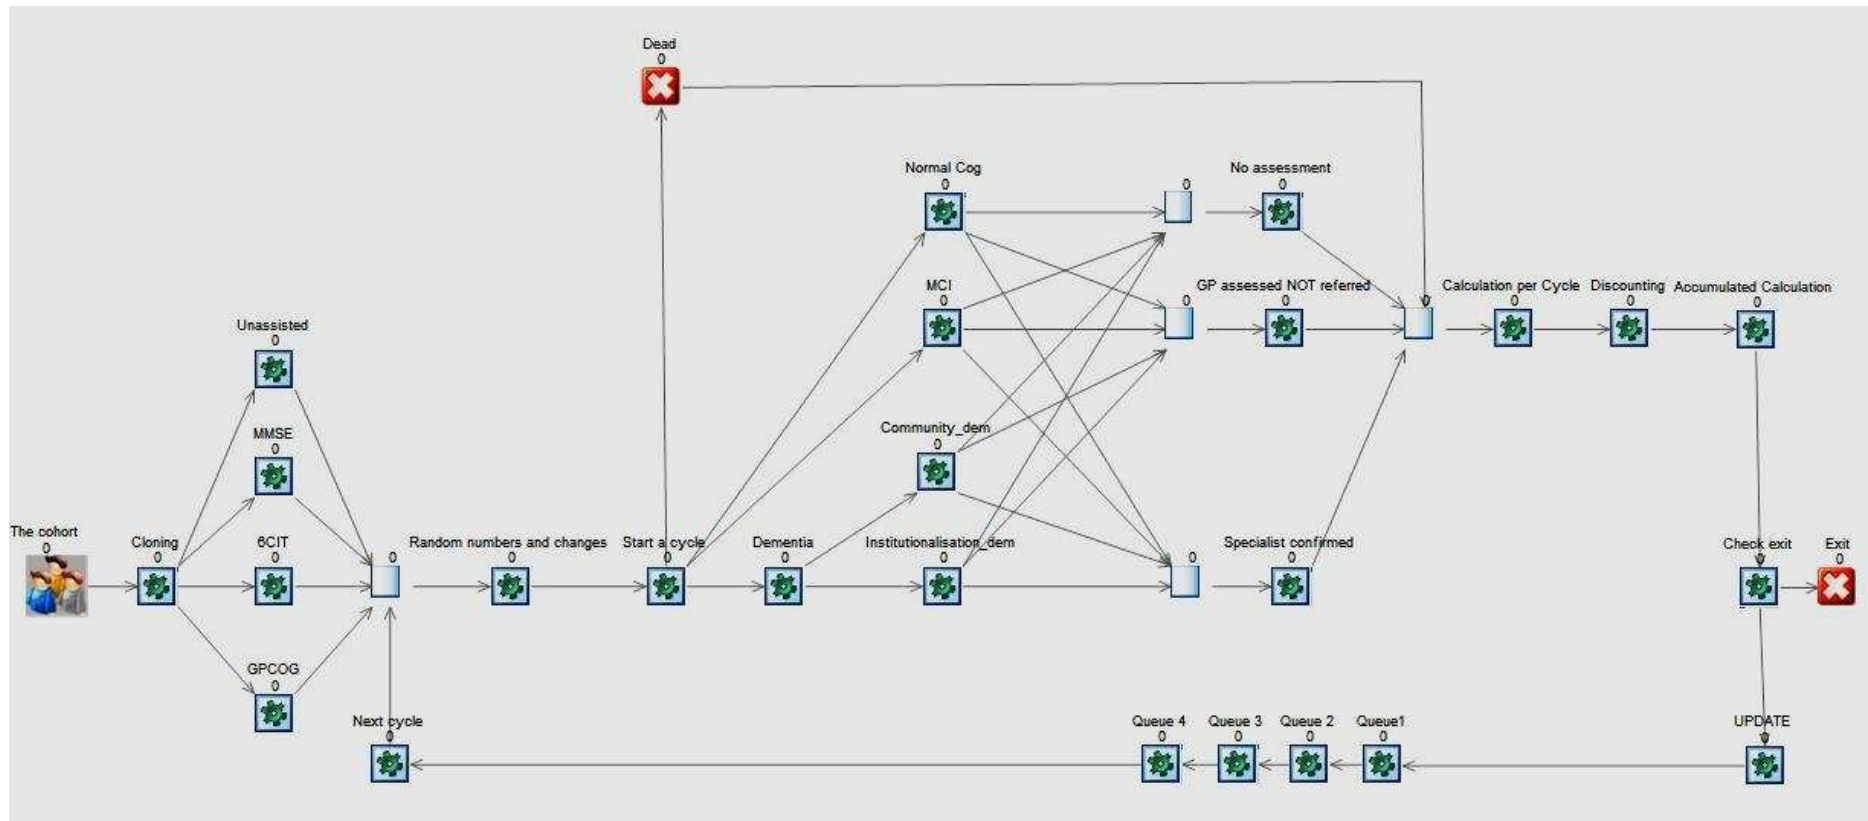 Dead
0
Normal Cog
0
0
No assessment
0
MCI
0
0
GP assessed NOT referred
0
0
Calculation per Cycle
0
Discounting
0
Accumulated Calculation
0
Unassisted
0
MMSE
0
Community_dem
0
The cohort
0
Cloning
0
6CIT
0
0
Random numbers and changes
0
Start a cycle
0
Dementia
0
Institutionalisation_dem
0
0
Specialist confirmed
0
Check exit
0
Exit
0
GPCOG
0
Next cycle
0
Queue 4
0
Queue 3
0
Queue 2
0
Queue1
0
UPDATE
0